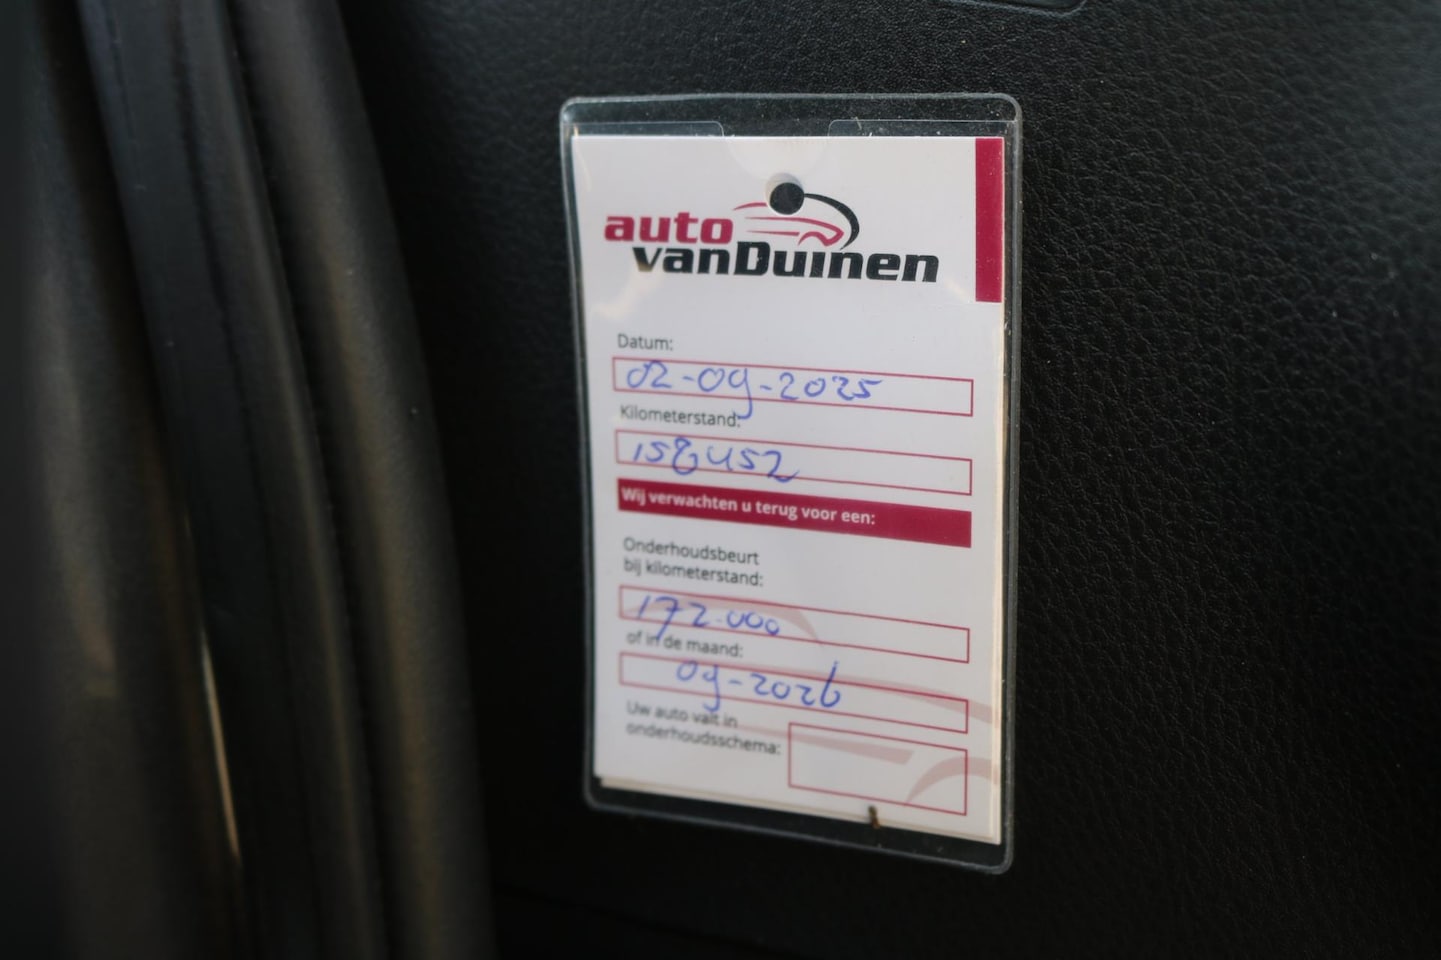 auto
vanDuinen
Datum:
02-09-2025
Kilometerstand:
158452
Wij verwachten u terug voor een:
Onderhoudsbeurt
bij kilometerstand:
172.000
of in de maand:
09-2026
Uw auto valt in
onderhoudsschema: